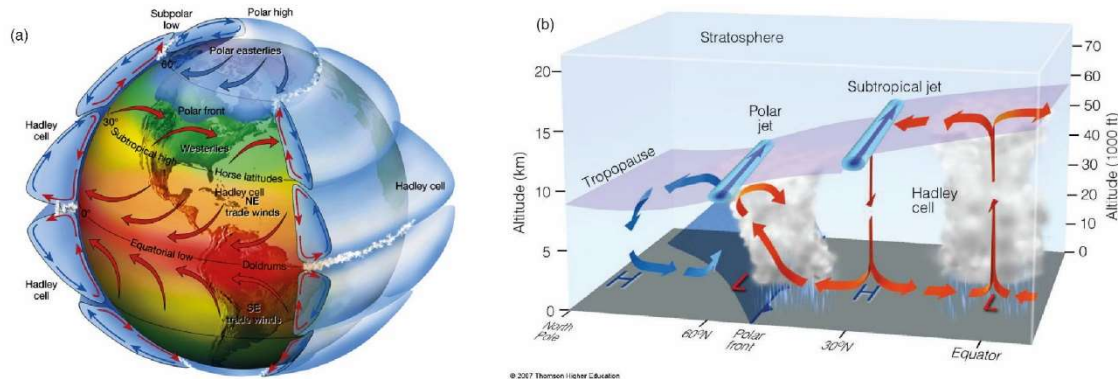 (a)
Subpolar
low
Polar high
60°
Polar easterlies
Hadley
cell
30°
Polar front
Subtropical high
Westerlies
Horse latitudes
Hadley cell
NE
trade winds
Hadley
cell
0°
Equatorial low
Doldrums
Hadley
cell
SE
trade winds
Hadley
cell
(b)
Stratosphere
Subtropical jet
Polar
jet
Tropopause
Hadley
cell
Altitude (km)
20
15
10
5
0
70
60
50
40
30
20
10
0
Altitude (1000 ft)
H
L
H
L
North
Pole
60°N
Polar
front
30°N
Equator
© 2007 Thomson Higher Education